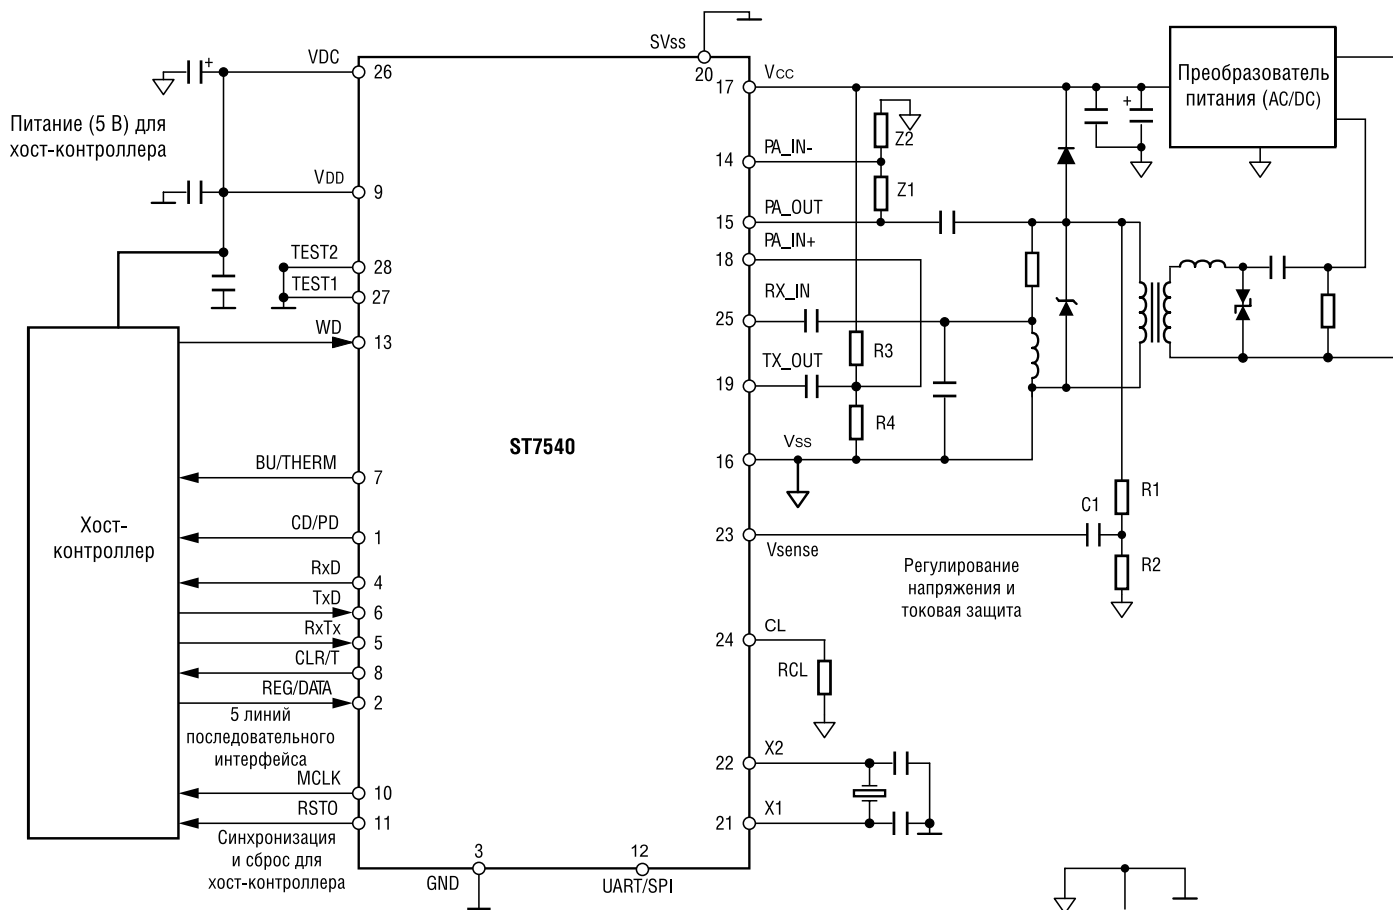 SVss
20
VDC
26
17
Vcc
Преобразователь
питания (AC/DC)
Питание (5 В) для
хост-контроллера
Z2
14
PA_IN-
VDD
9
Z1
15
PA_OUT
PA_IN+
18
TEST2
28
TEST1
27
RX_IN
25
WD
13
R3
TX_OUT
19
R4
ST7540
Vss
16
BU/THERM
7
R1
C1
Хост-
контроллер
CD/PD
1
23
Vsense
R2
RxD
4
Регулирование
напряжения и
токовая защита
TxD
6
RxTx
5
CL
24
CLR/T
8
RCL
REG/DATA
2
5 линий
последовательного
интерфейса
X2
22
MCLK
10
X1
21
RSTO
11
Синхронизация
и сброс для
хост-контроллера
3
GND
12
UART/SPI